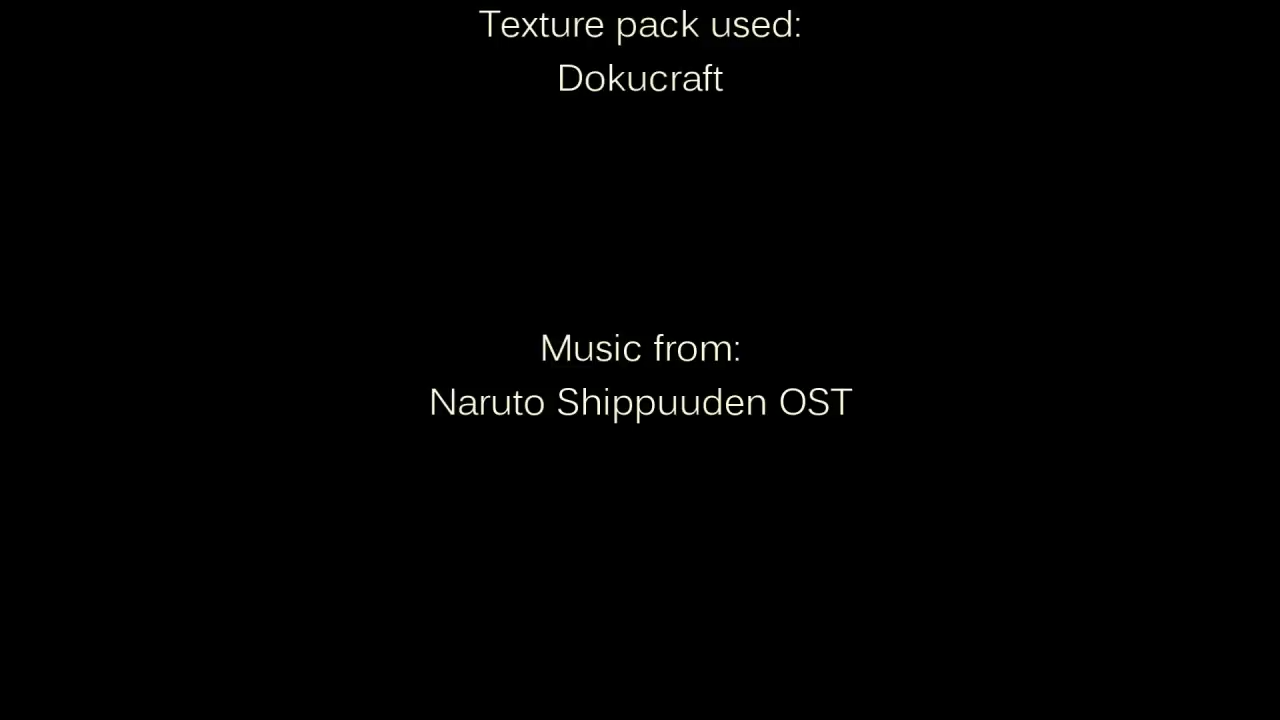 Texture pack used:
Dokucraft
Music from:
Naruto Shippuuden OST